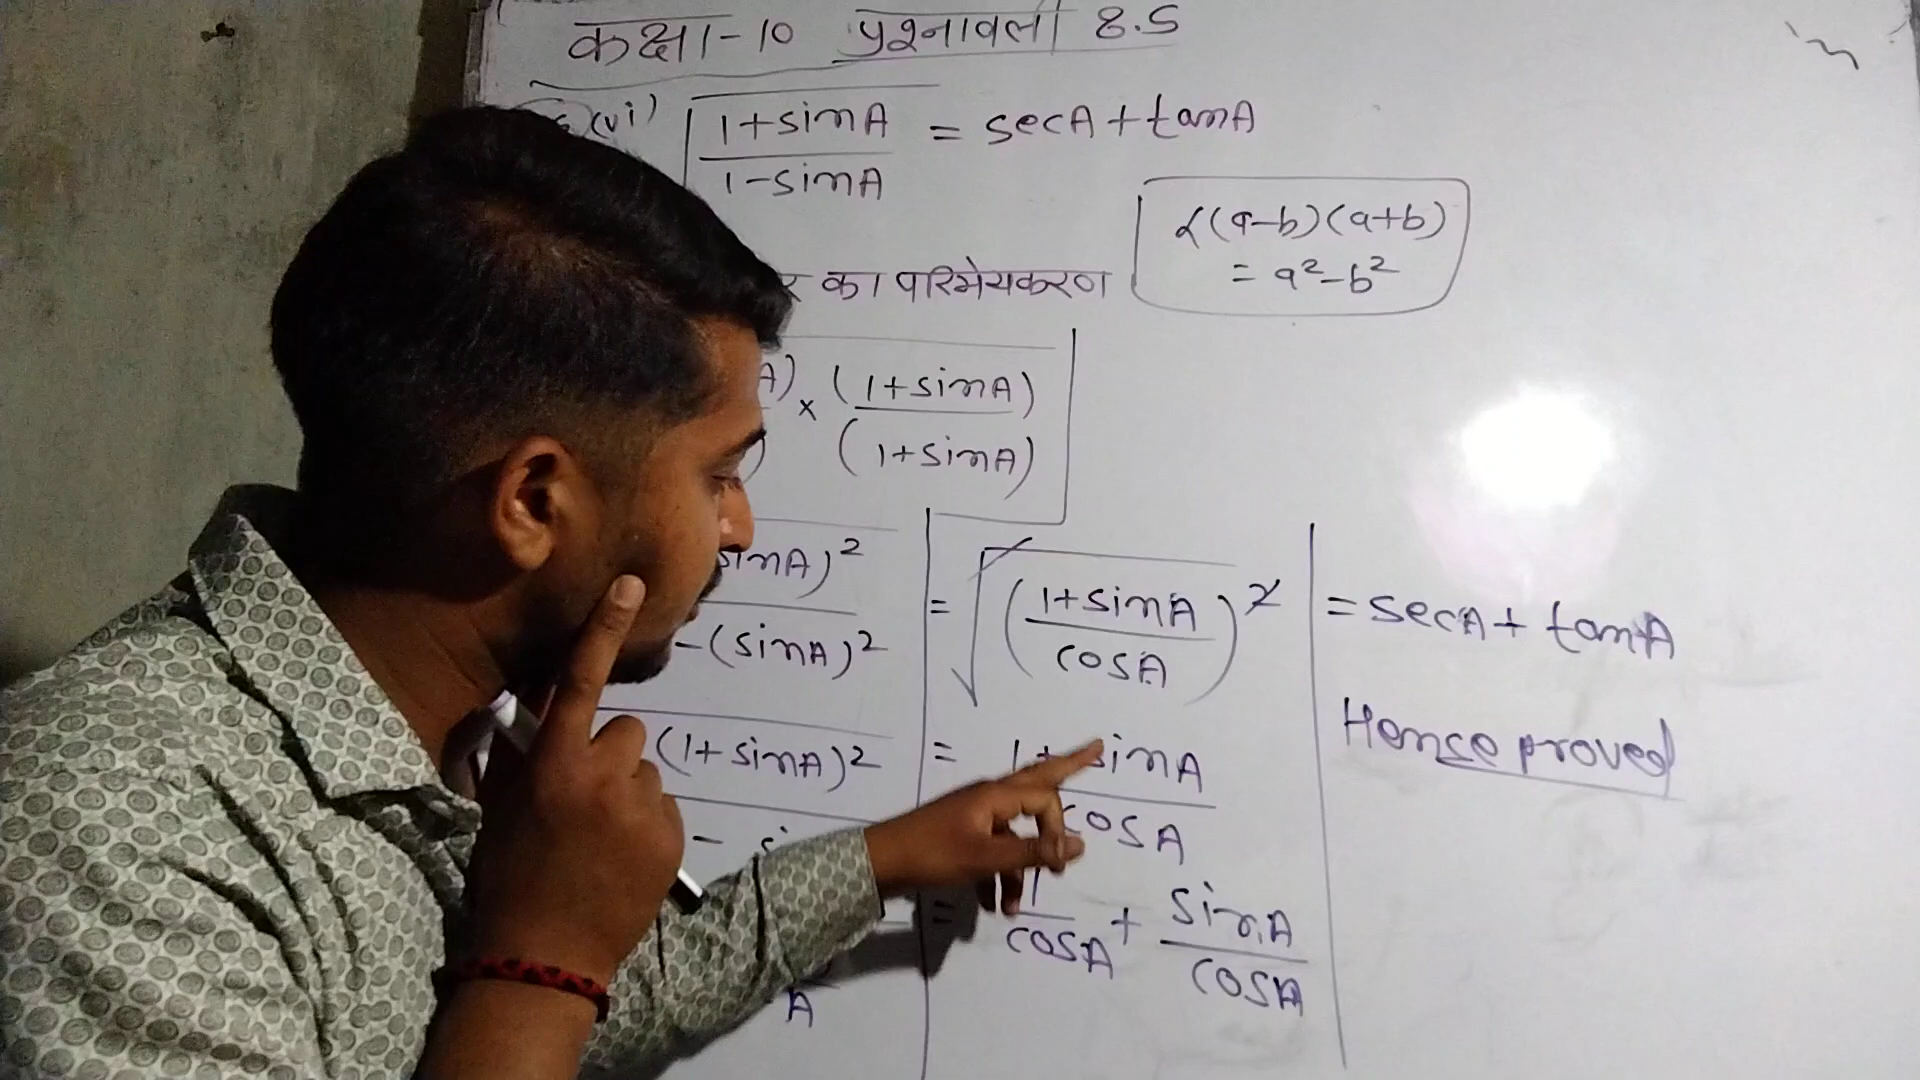 कक्षा-10 प्रश्नावली 8.5
(vi) √(1+sinA / 1-sinA) = secA + tanA
का परिमेयकरण
{(a-b)(a+b)
= a²-b²
A) × (1+sinA) / (1+sinA)
sinA)² / -(sinA)²
(1+sinA)²
-
A
= √((1+sinA / cosA)²)
= 1+sinA / cosA
= 1/cosA + sinA/cosA
= secA + tanA
Hence proved